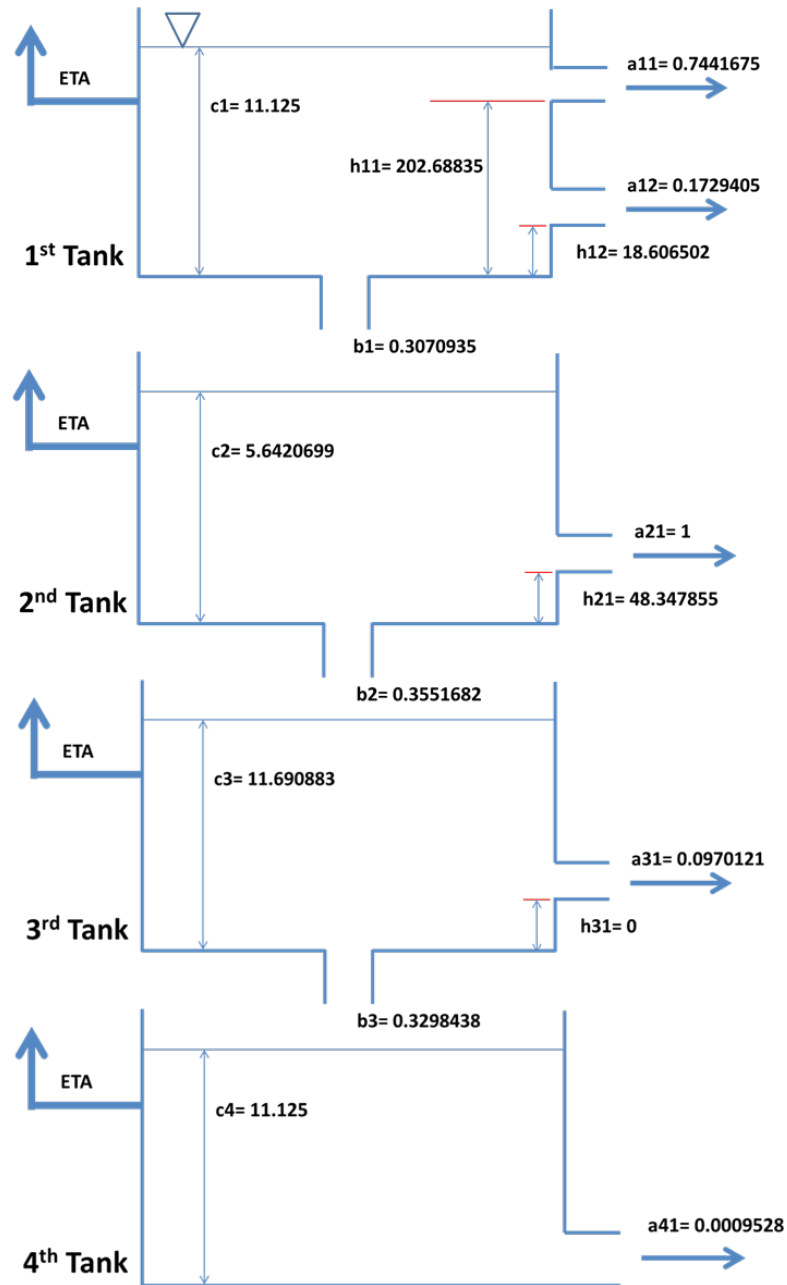 a11= 0.7441675
ETA
c1= 11.125
h11= 202.68835
a12= 0.1729405
1st Tank
h12= 18.606502
b1= 0.3070935
ETA
c2= 5.6420699
a21= 1
2nd Tank
h21= 48.347855
b2= 0.3551682
ETA
c3= 11.690883
a31= 0.0970121
3rd Tank
h31= 0
b3= 0.3298438
ETA
c4= 11.125
a41= 0.0009528
4th Tank